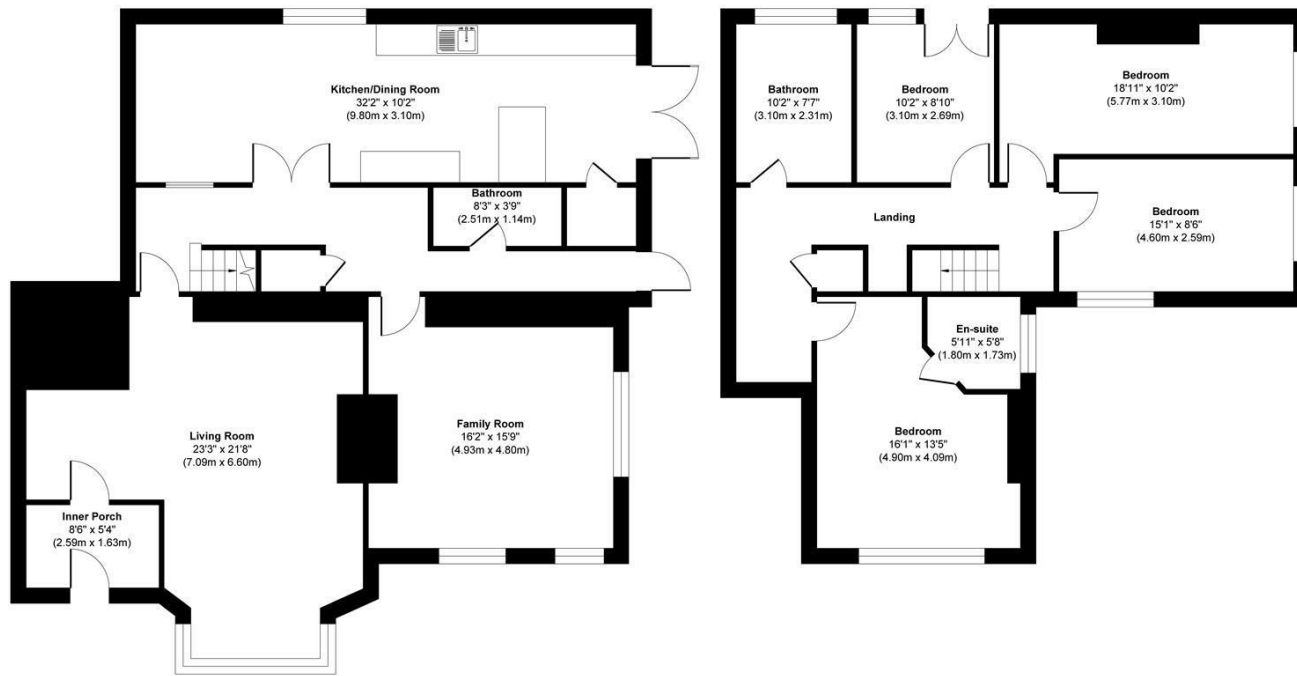 Kitchen/Dining Room
32'2" x 10'2"
(9.80m x 3.10m)
Bathroom
8'3" x 3'9"
(2.51m x 1.14m)
Living Room
23'3" x 21'8"
(7.09m x 6.60m)
Family Room
16'2" x 15'9"
(4.93m x 4.80m)
Inner Porch
8'6" x 5'4"
(2.59m x 1.63m)
Bathroom
10'2" x 7'7"
(3.10m x 2.31m)
Bedroom
10'2" x 8'10"
(3.10m x 2.69m)
Bedroom
18'11" x 10'2"
(5.77m x 3.10m)
Landing
Bedroom
15'1" x 8'6"
(4.60m x 2.59m)
En-suite
5'11" x 5'8"
(1.80m x 1.73m)
Bedroom
16'1" x 13'5"
(4.90m x 4.09m)